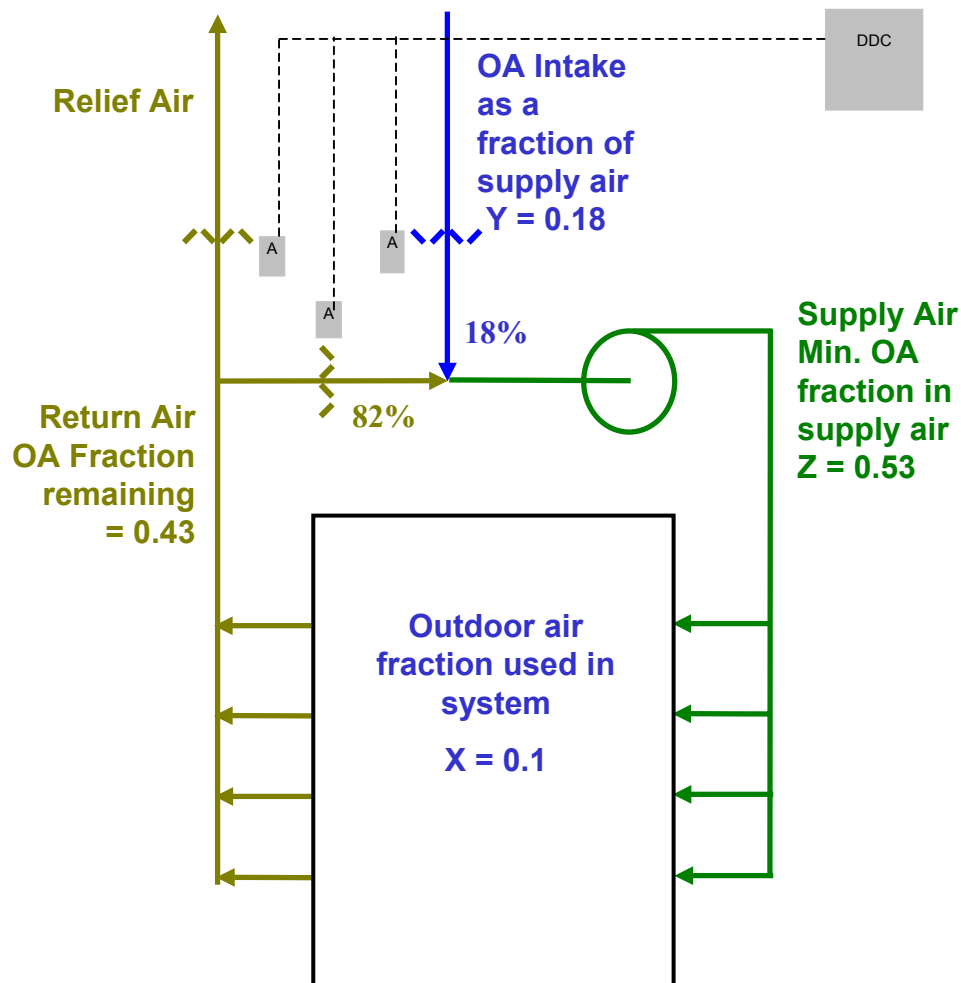 DDC
OA Intake
as a
fraction of
supply air
Y = 0.18
Relief Air
A
A
A
18%
82%
Supply Air
Min. OA
fraction in
supply air
Z = 0.53
Return Air
OA Fraction
remaining
= 0.43
Outdoor air
fraction used in
system
X = 0.1